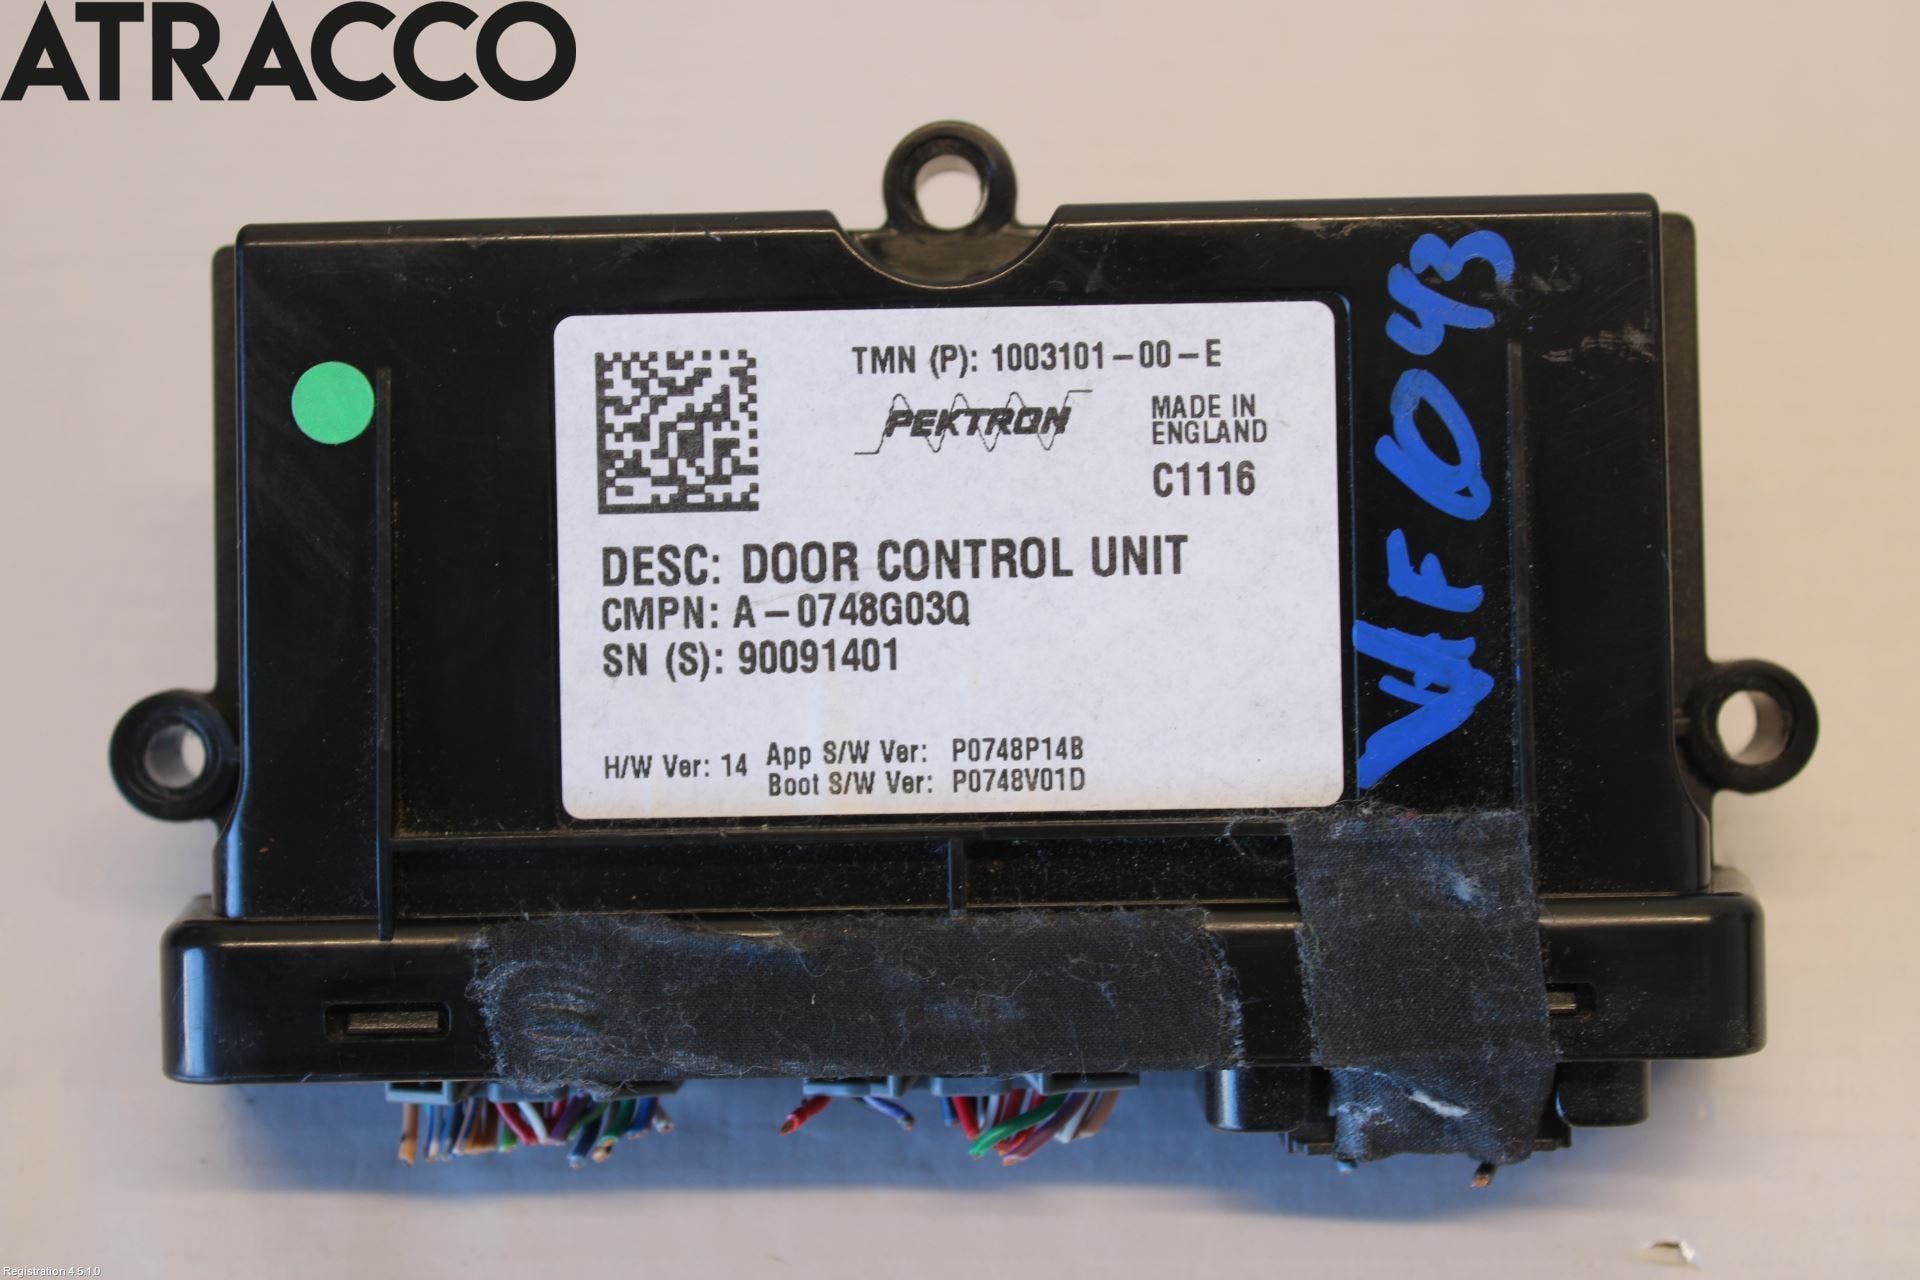 ATRACCO
TMN (P): 1003101-00-E
PEKTRON
MADE IN
ENGLAND
C1116
DESC: DOOR CONTROL UNIT
CMPN: A-0748G03Q
SN (S): 90091401
H/W Ver: 14
App S/W Ver: P0748P14B
Boot S/W Ver: P0748V01D
VHF043
Registration 4.5.1.0